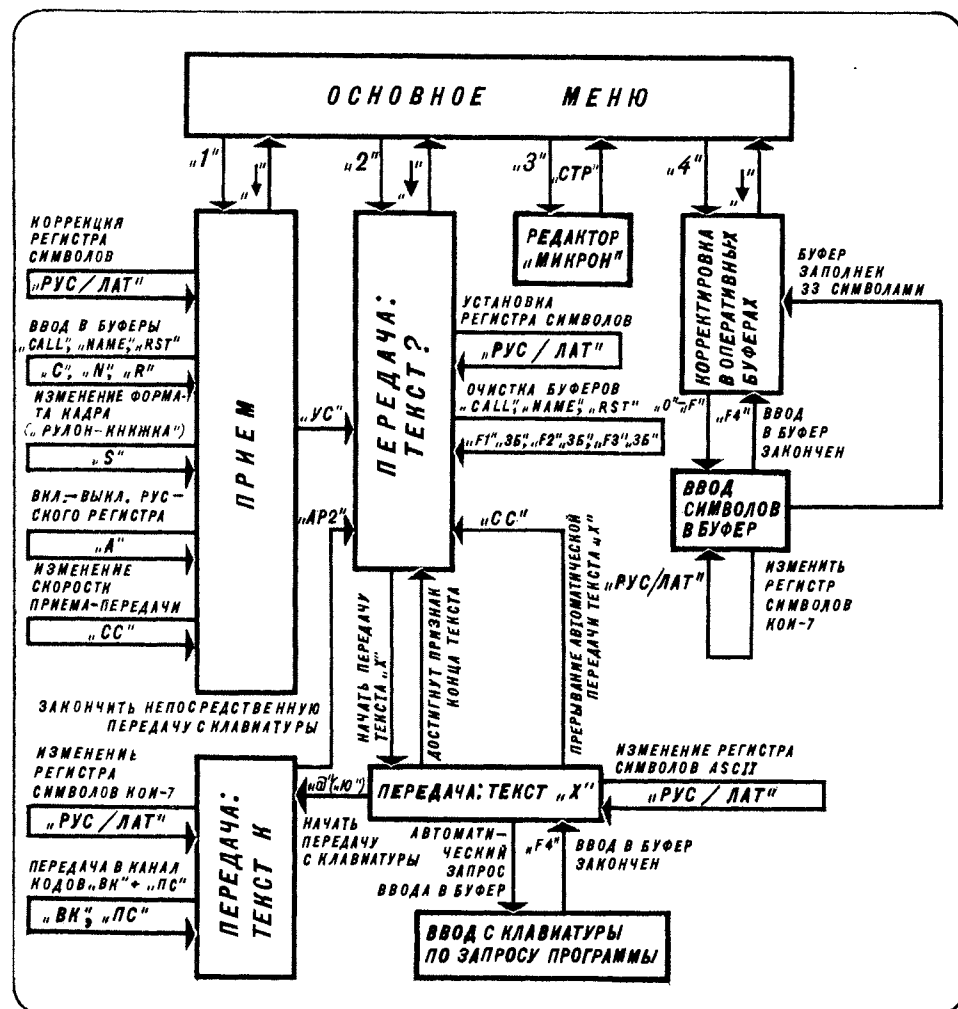 ОСНОВНОЕ МЕНЮ
„1"
„↓"
„2"
„↓"
„3"
„СТР"
„4"
„↓"
КОРРЕКЦИЯ
РЕГИСТРА
СИМВОЛОВ
„РУС/ЛАТ"
ВВОД В БУФЕРЫ
„CALL", „NAME", „RST"
„C", „N", „R"
ИЗМЕНЕНИЕ ФОРМА-
ТА КАДРА
(„РУЛОН-КНИЖКА")
„S"
ВКЛ.-ВЫКЛ. РУС-
СКОГО РЕГИСТРА
„А"
ИЗМЕНЕНИЕ
СКОРОСТИ
ПРИЕМА-ПЕРЕДАЧИ
„СС"
ПРИЕМ
„УС"
„АР2"
ПЕРЕДАЧА:
ТЕКСТ?
РЕДАКТОР
„МИКРОН"
УСТАНОВКА
РЕГИСТРА СИМВОЛОВ
„РУС/ЛАТ"
ОЧИСТКА БУФЕРОВ
„CALL", „NAME", „RST"
„F1", „ЗБ", „F2", „ЗБ", „F3", „ЗБ"
„СС"
КОРРЕКТИРОВКА
В ОПЕРАТИВНЫХ
БУФЕРАХ
БУФЕР
ЗАПОЛНЕК
33 СИМВОЛАМИ
„0"-„F"
„F4"
ВВОД
В БУФЕР
ЗАКОНЧЕН
ВВОД
СИМВОЛОВ
В БУФЕР
„РУС/ЛАТ"
ИЗМЕНИТЬ
РЕГИСТР
СИМВОЛОВ
КОИ-7
НАЧАТЬ ПЕРЕДАЧУ
ТЕКСТА „Х"
ДОСТИГНУТ ПРИЗНАК
КОНЦА ТЕКСТА
ПРЕРЫВАНИЕ АВТОМАТИЧЕСКОЙ
ПЕРЕДАЧИ ТЕКСТА „Х"
ЗАКОНЧИТЬ НЕПОСРЕДСТВЕННУЮ
ПЕРЕДАЧУ С КЛАВИАТУРЫ
ИЗМЕНЕНИЕ
РЕГИСТРА
СИМВОЛОВ КОИ-7
„РУС/ЛАТ"
ПЕРЕДАЧА В КАНАЛ
КОДОВ „ВК" + „ПС"
„ВК", „ПС"
ПЕРЕДАЧА:
ТЕКСТ К
„@"(„Ю")
НАЧАТЬ
ПЕРЕДАЧУ
С КЛАВИАТУРЫ
ПЕРЕДАЧА: ТЕКСТ „Х"
ИЗМЕНЕНИЕ РЕГИСТРА
СИМВОЛОВ ASCII
„РУС/ЛАТ"
АВТОМАТИ-
ЧЕСКИЙ
ЗАПРОС
ВВОДА В БУФЕР
„F4"
ВВОД В БУФЕР
ЗАКОНЧЕН
ВВОД С КЛАВИАТУРЫ
ПО ЗАПРОСУ ПРОГРАММЫ